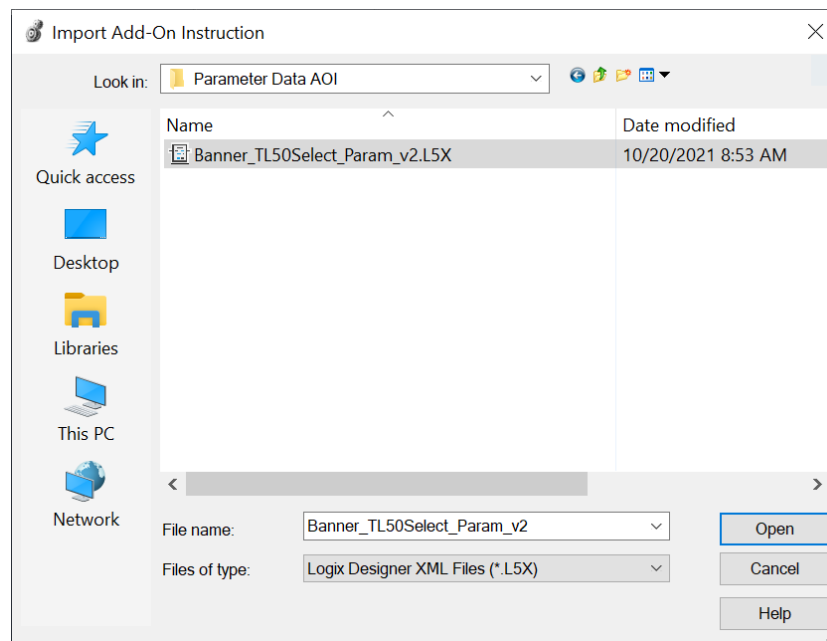 Import Add-On Instruction
Look in: Parameter Data AOI
Name Date modified
Banner_TL50Select_Param_v2.L5X 10/20/2021 8:53 AM
Quick access
Desktop
Libraries
This PC
Network
File name: Banner_TL50Select_Param_v2 Open
Files of type: Logix Designer XML Files (*.L5X) Cancel
Help